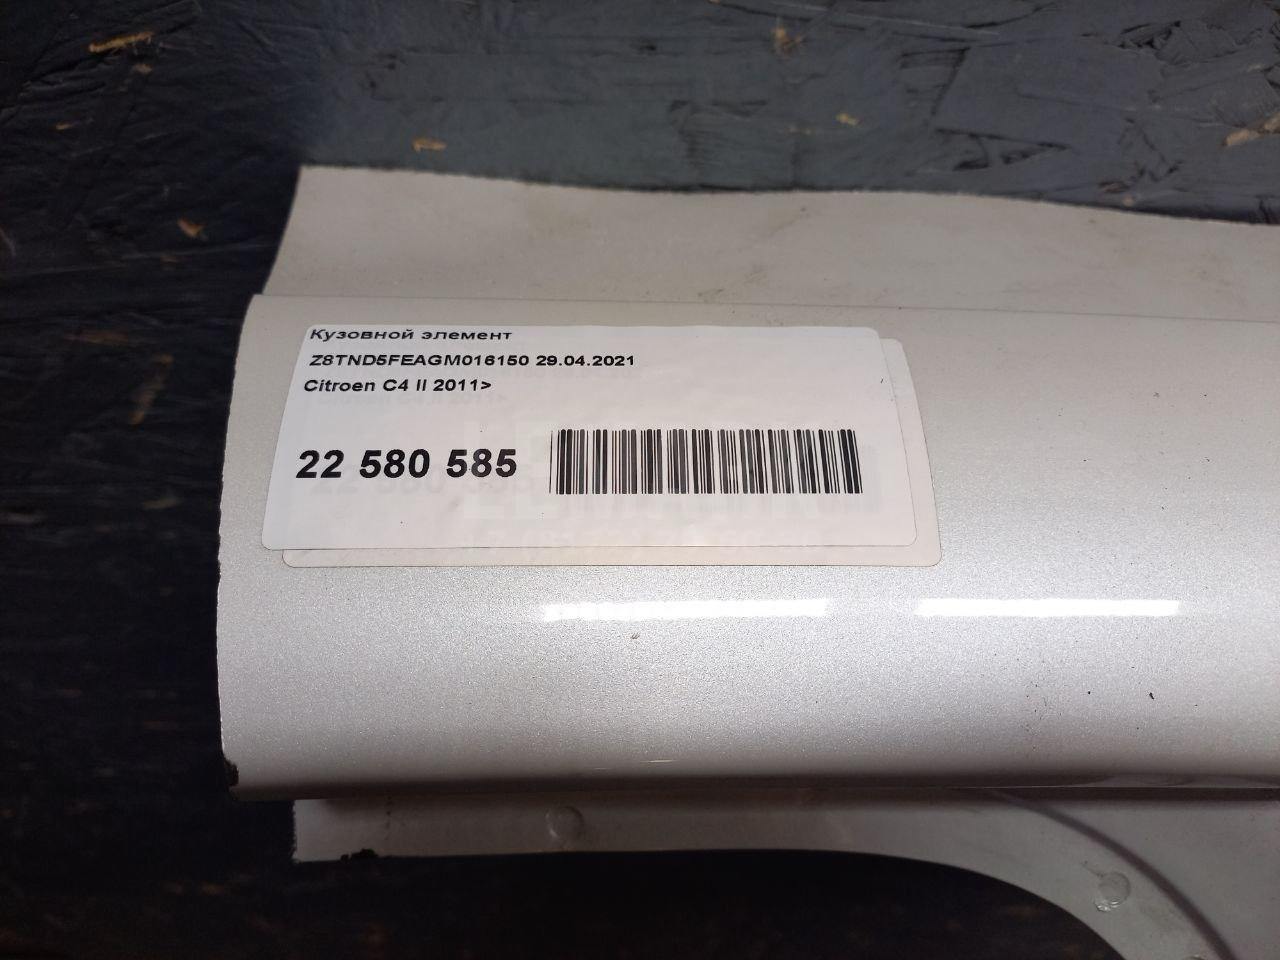 Кузовной элемент
Z8TND5FEAGM016150 29.04.2021
Citroen C4 II 2011>
22 580 585